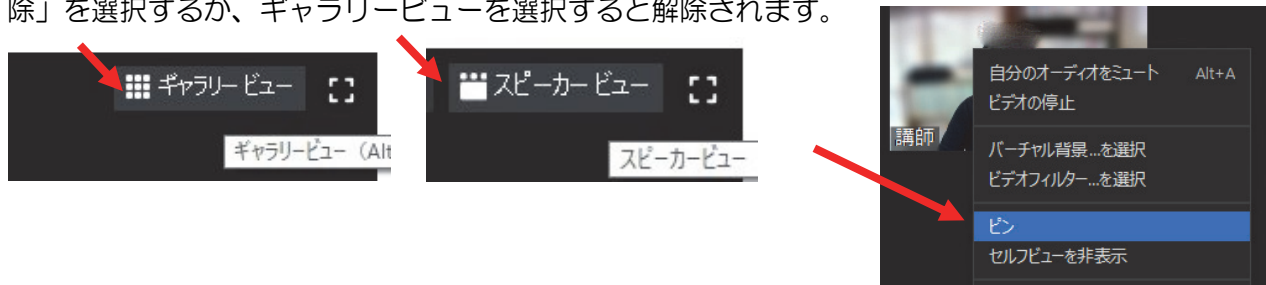 除」を選択するか、ギャラリービューを選択すると解除されます。
ギャラリー ビュー
ギャラリービュー（Alt
スピーカー ビュー
スピーカービュー
講師
自分のオーディオをミュート Alt+A
ビデオの停止
バーチャル背景...を選択
ビデオフィルター...を選択
ピン
セルフビューを非表示